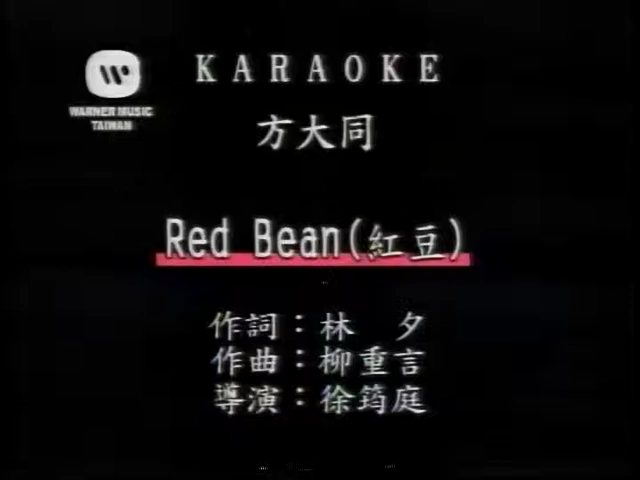 KARAOKE
WARNER MUSIC
TAIWAN
方大同
Red Bean(紅豆)
作詞：林　夕
作曲：柳重言
導演：徐筠庭